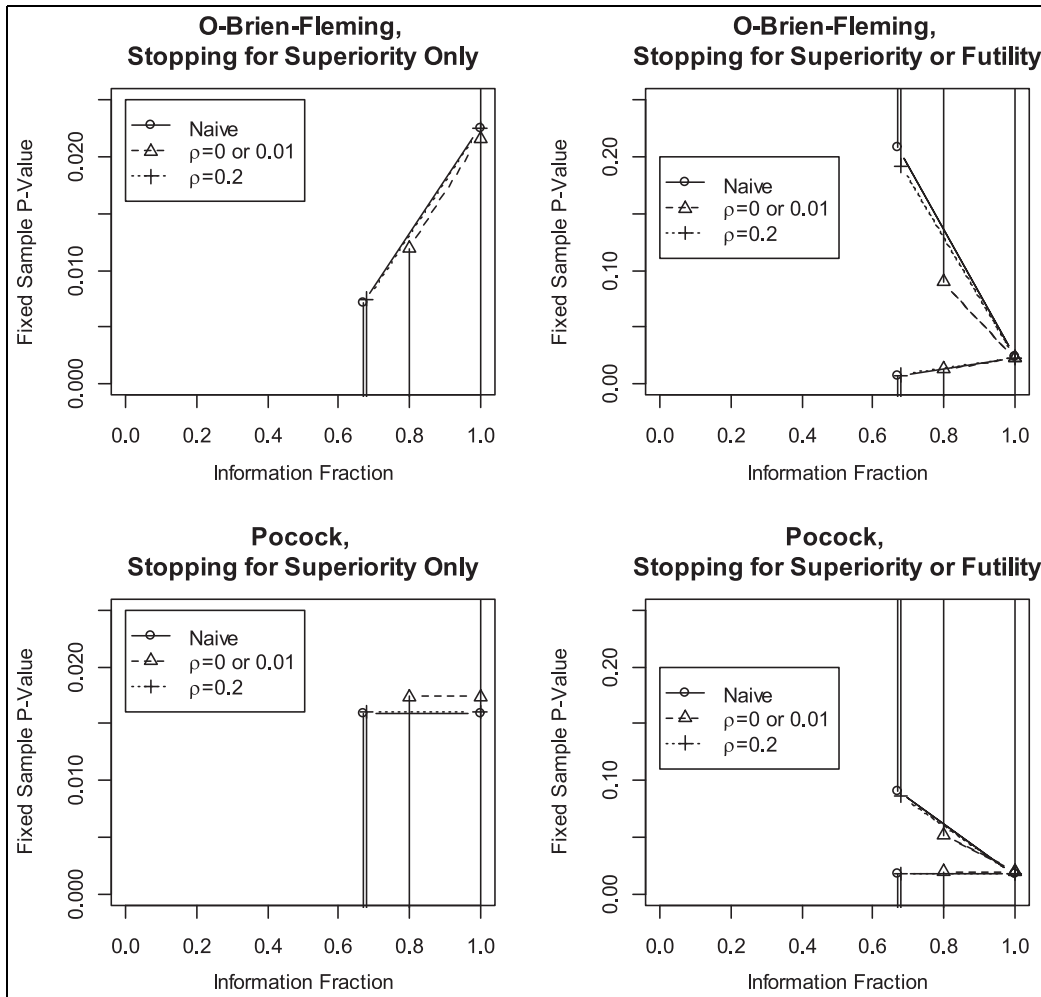 O-Brien-Fleming,
Stopping for Superiority Only
Fixed Sample P-Value
0.000
0.010
0.020
Naive
ρ=0 or 0.01
ρ=0.2
0.0 0.2 0.4 0.6 0.8 1.0
Information Fraction
O-Brien-Fleming,
Stopping for Superiority or Futility
Fixed Sample P-Value
0.00
0.10
0.20
Naive
ρ=0 or 0.01
ρ=0.2
0.0 0.2 0.4 0.6 0.8 1.0
Information Fraction
Pocock,
Stopping for Superiority Only
Fixed Sample P-Value
0.000
0.010
0.020
Naive
ρ=0 or 0.01
ρ=0.2
0.0 0.2 0.4 0.6 0.8 1.0
Information Fraction
Pocock,
Stopping for Superiority or Futility
Fixed Sample P-Value
0.00
0.10
0.20
Naive
ρ=0 or 0.01
ρ=0.2
0.0 0.2 0.4 0.6 0.8 1.0
Information Fraction